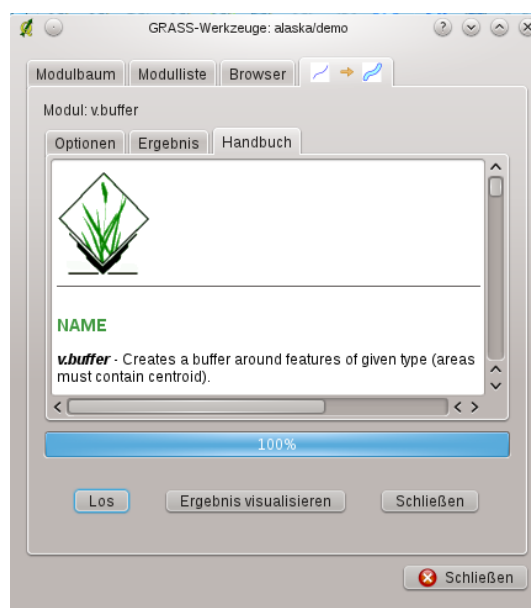 GRASS-Werkzeuge: alaska/demo
Modulbaum Modulliste Browser
Modul: v.buffer
Optionen Ergebnis Handbuch
NAME
v.buffer - Creates a buffer around features of given type (areas
must contain centroid).
100%
Los Ergebnis visualisieren Schließen
Schließen